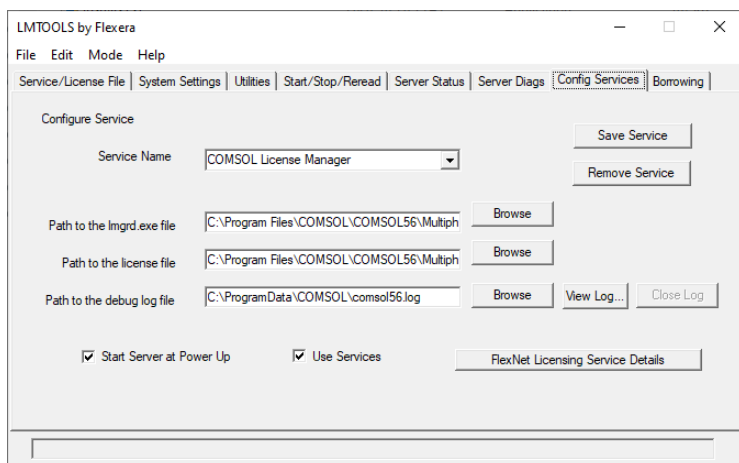 LMTOOLS by Flexera
File Edit Mode Help
Service/License File System Settings Utilities Start/Stop/Reread Server Status Server Diags Config Services Borrowing
Configure Service
Save Service
Service Name COMSOL License Manager
Remove Service
Path to the lmgrd.exe file C:\Program Files\COMSOL\COMSOL56\Multiph Browse
Path to the license file C:\Program Files\COMSOL\COMSOL56\Multiph Browse
Path to the debug log file C:\ProgramData\COMSOL\comsol56.log Browse View Log... Close Log
Start Server at Power Up Use Services FlexNet Licensing Service Details